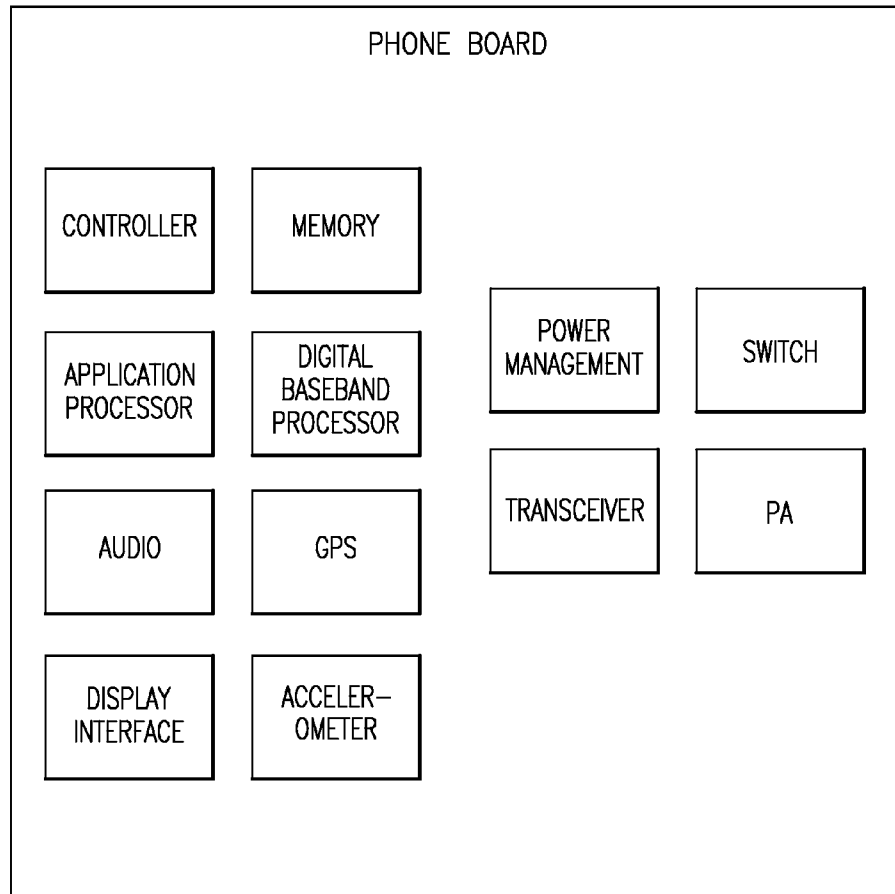 PHONE BOARD
CONTROLLER
MEMORY
APPLICATION
PROCESSOR
DIGITAL
BASEBAND
PROCESSOR
AUDIO
GPS
DISPLAY
INTERFACE
ACCELER–
OMETER
POWER
MANAGEMENT
SWITCH
TRANSCEIVER
PA